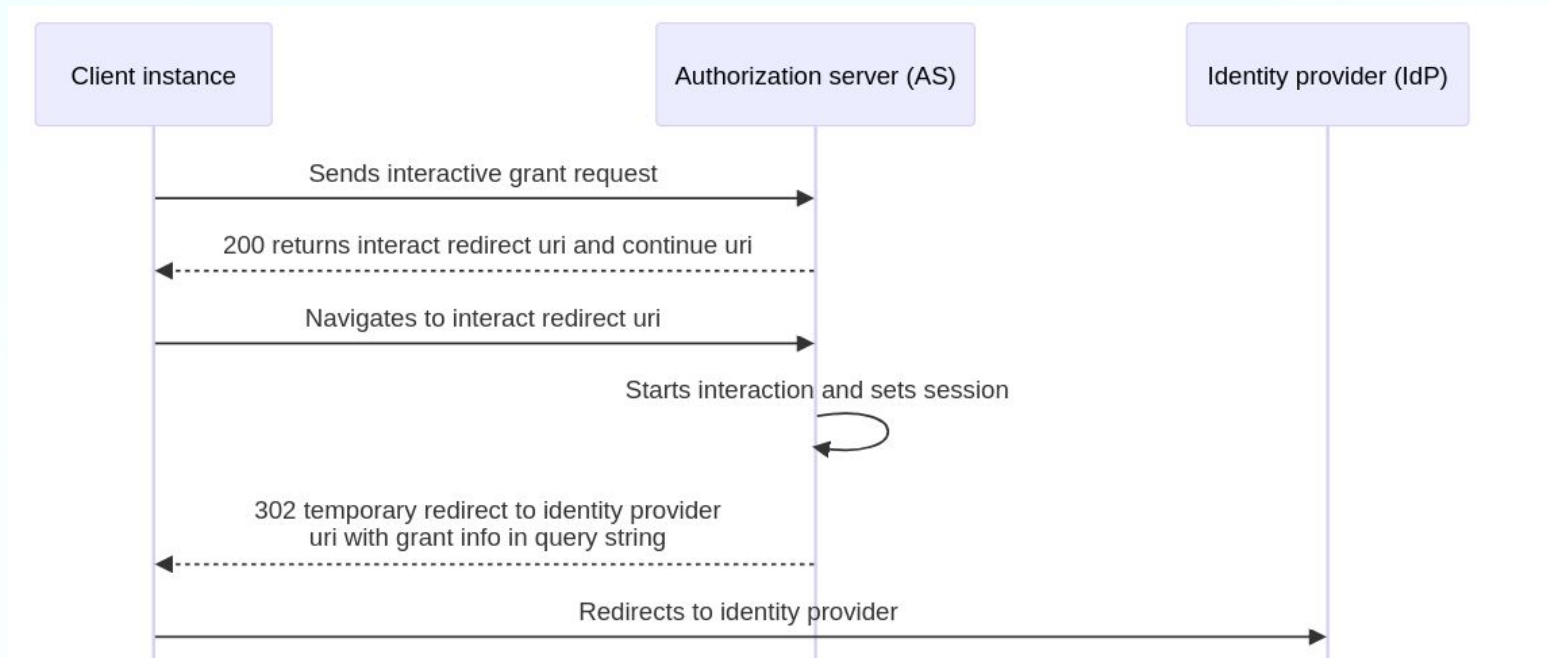 Client instance
Authorization server (AS)
Identity provider (IdP)
Sends interactive grant request
200 returns interact redirect uri and continue uri
Navigates to interact redirect uri
Starts interaction and sets session
302 temporary redirect to identity provider
uri with grant info in query string
Redirects to identity provider